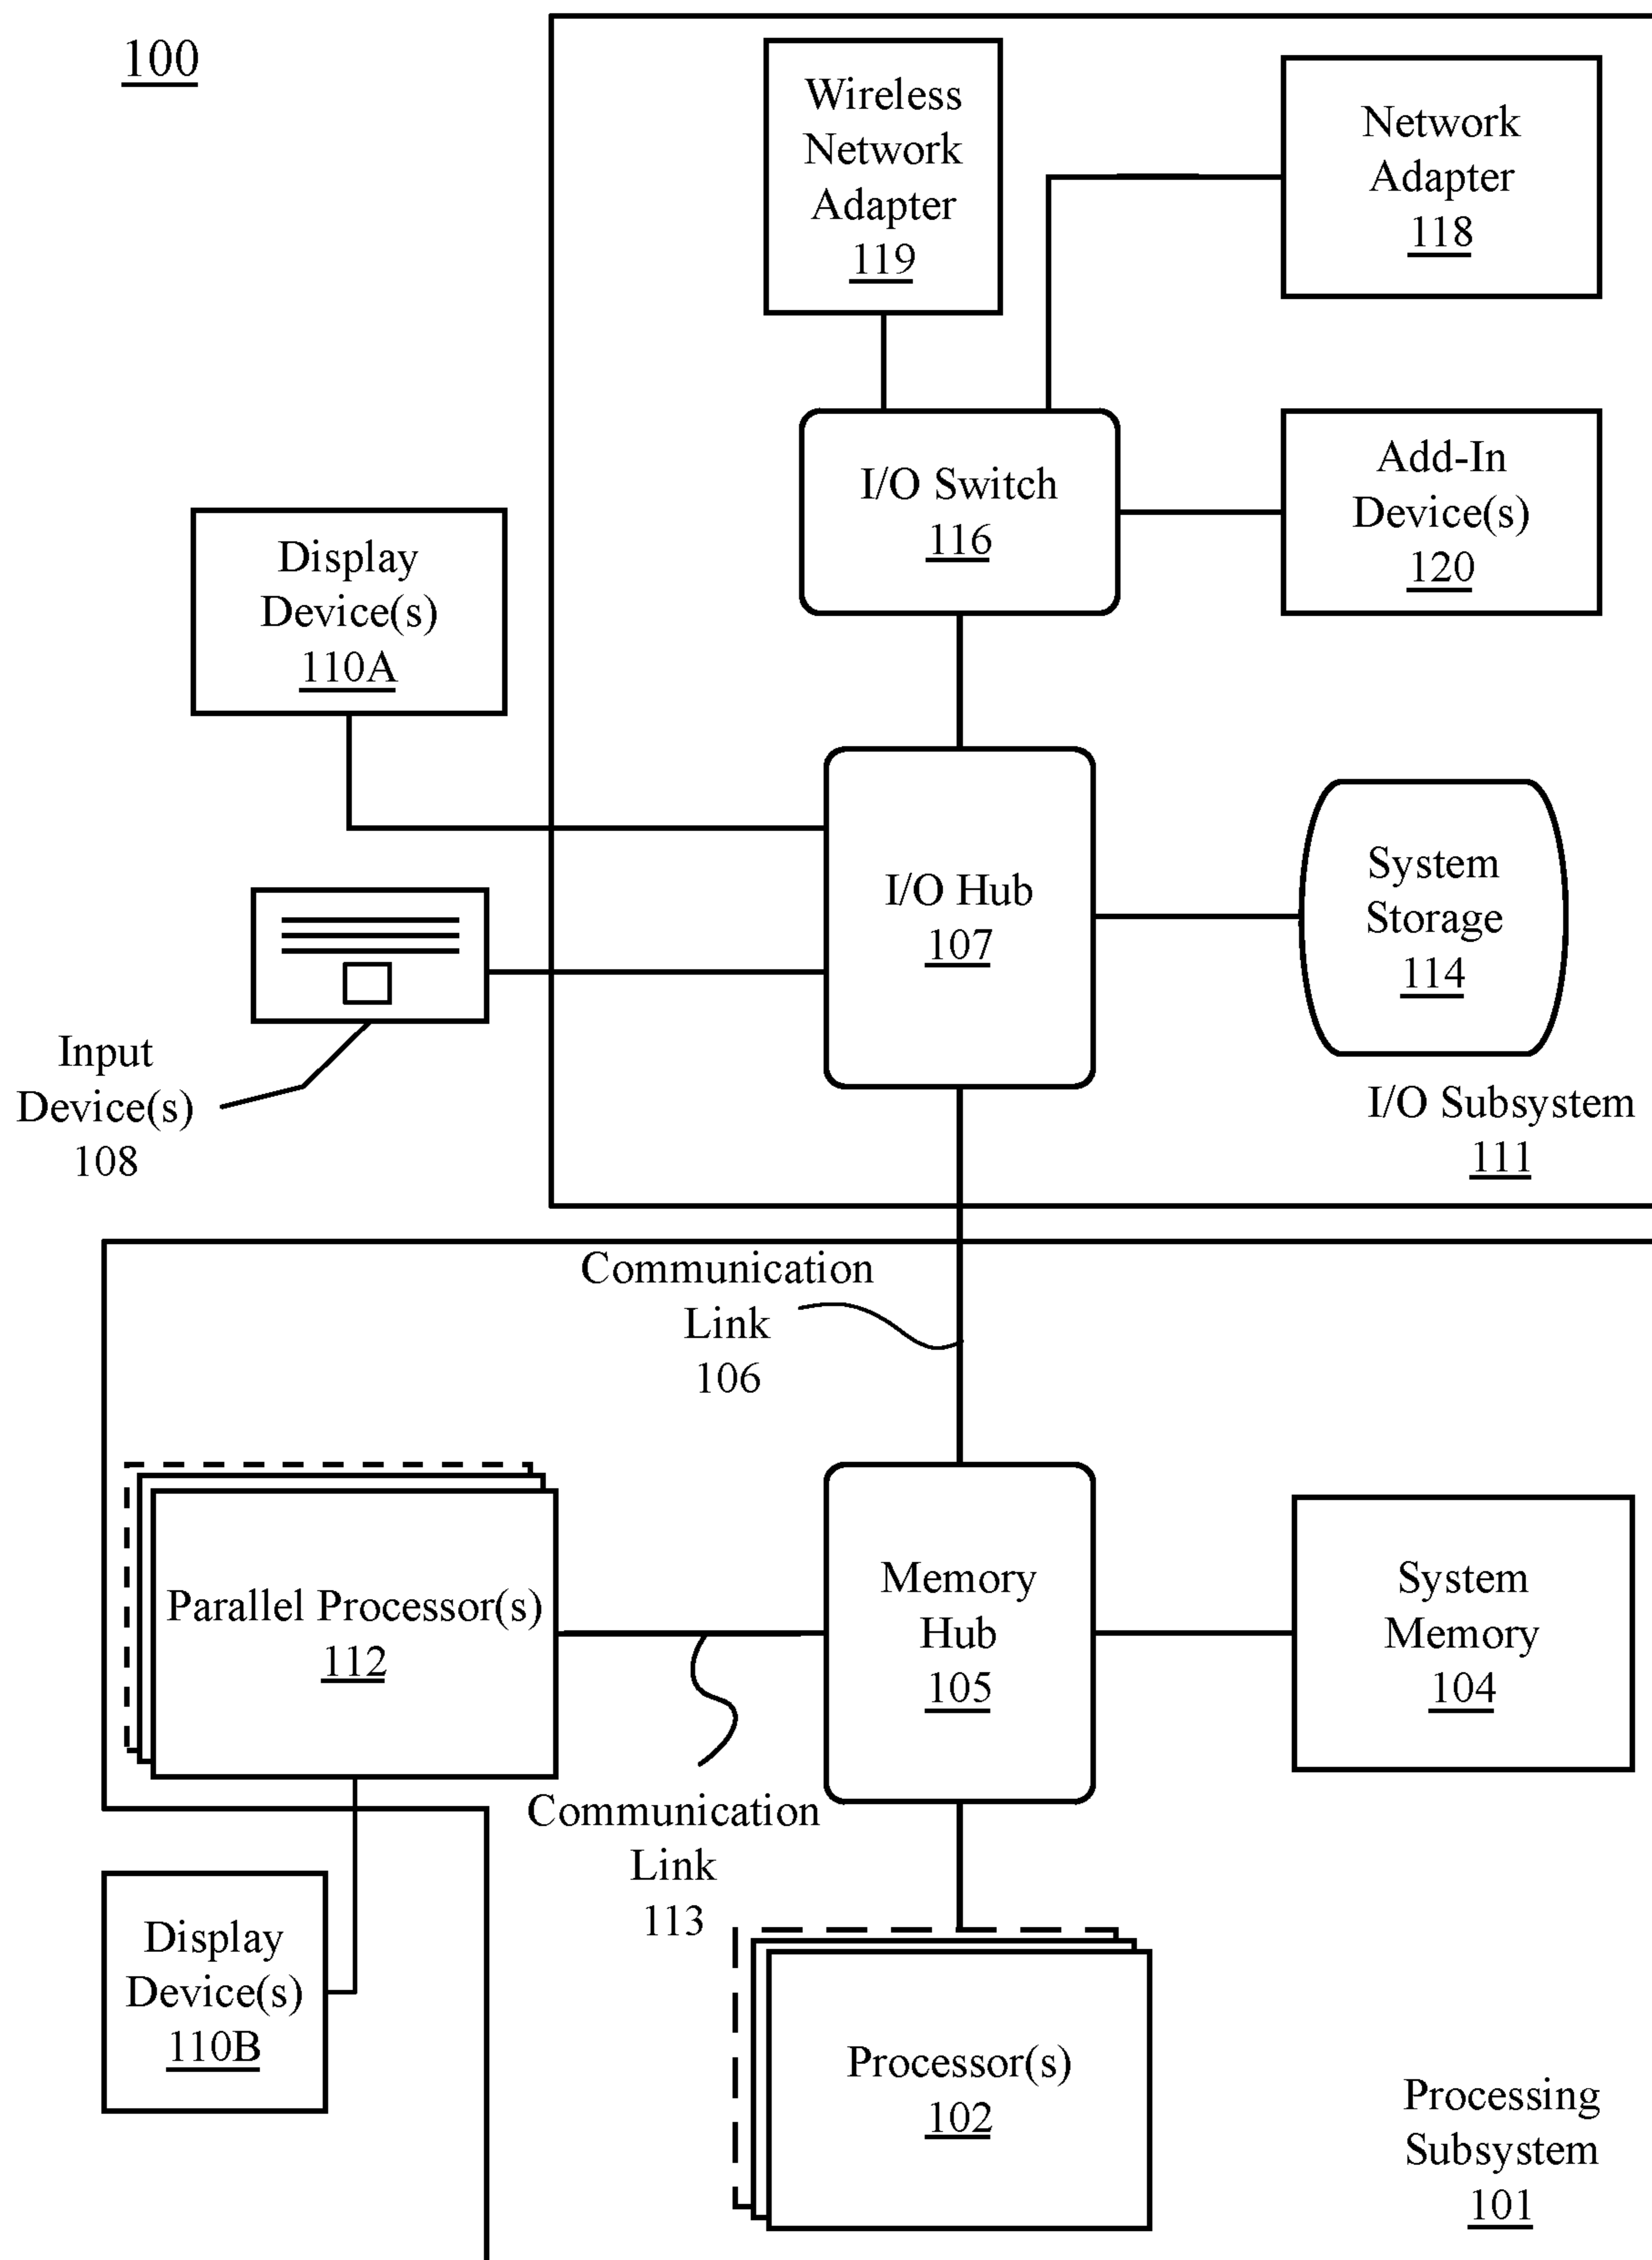 100
Wireless
Network
Adapter
119
Network
Adapter
118
I/O Switch
116
Add-In
Device(s)
120
Display
Device(s)
110A
I/O Hub
107
System
Storage
114
Input
Device(s)
108
I/O Subsystem
111
Communication
Link
106
Parallel Processor(s)
112
Memory
Hub
105
System
Memory
104
Communication
Link
113
Display
Device(s)
110B
Processor(s)
102
Processing
Subsystem
101